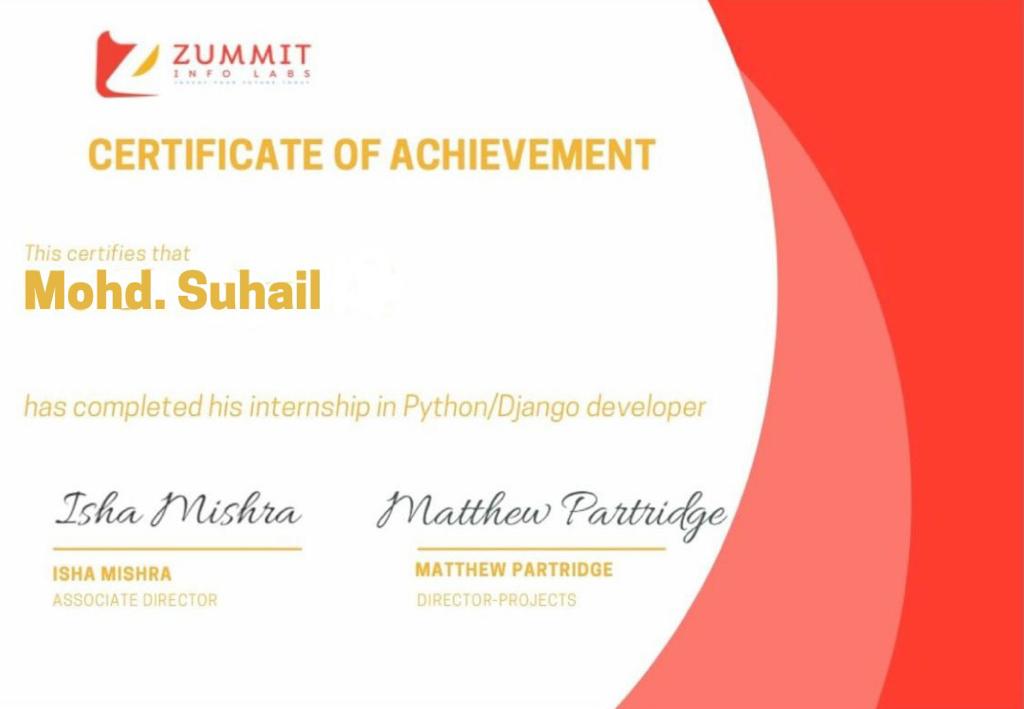 ZUMMIT
INFO LABS
CERTIFICATE OF ACHIEVEMENT
This certifies that
Mohd. Suhail
has completed his internship in Python/Django developer
Isha Mishra
Matthew Partridge
ISHA MISHRA
MATTHEW PARTRIDGE
ASSOCIATE DIRECTOR
DIRECTOR-PROJECTS